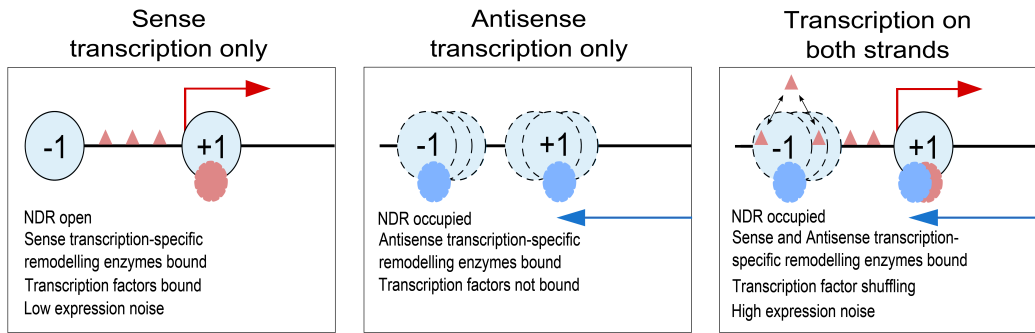 Sense
transcription only
-1
+1
NDR open
Sense transcription-specific
remodelling enzymes bound
Transcription factors bound
Low expression noise
Antisense
transcription only
-1
+1
NDR occupied
Antisense transcription-specific
remodelling enzymes bound
Transcription factors not bound
Transcription on
both strands
-1
+1
NDR occupied
Sense and Antisense transcription-
specific remodelling enzymes bound
Transcription factor shuffling
High expression noise